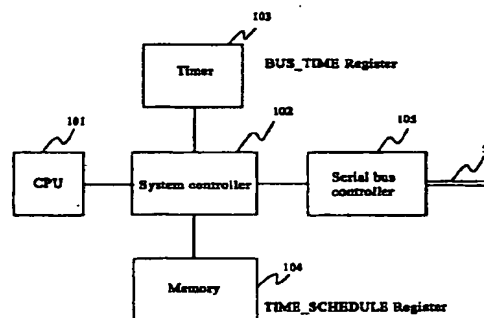 103
Timer
BUS_TIME Register
101
102
105
CPU
System controller
Serial bus
controller
104
Memory
TIME_SCHEDULE Register